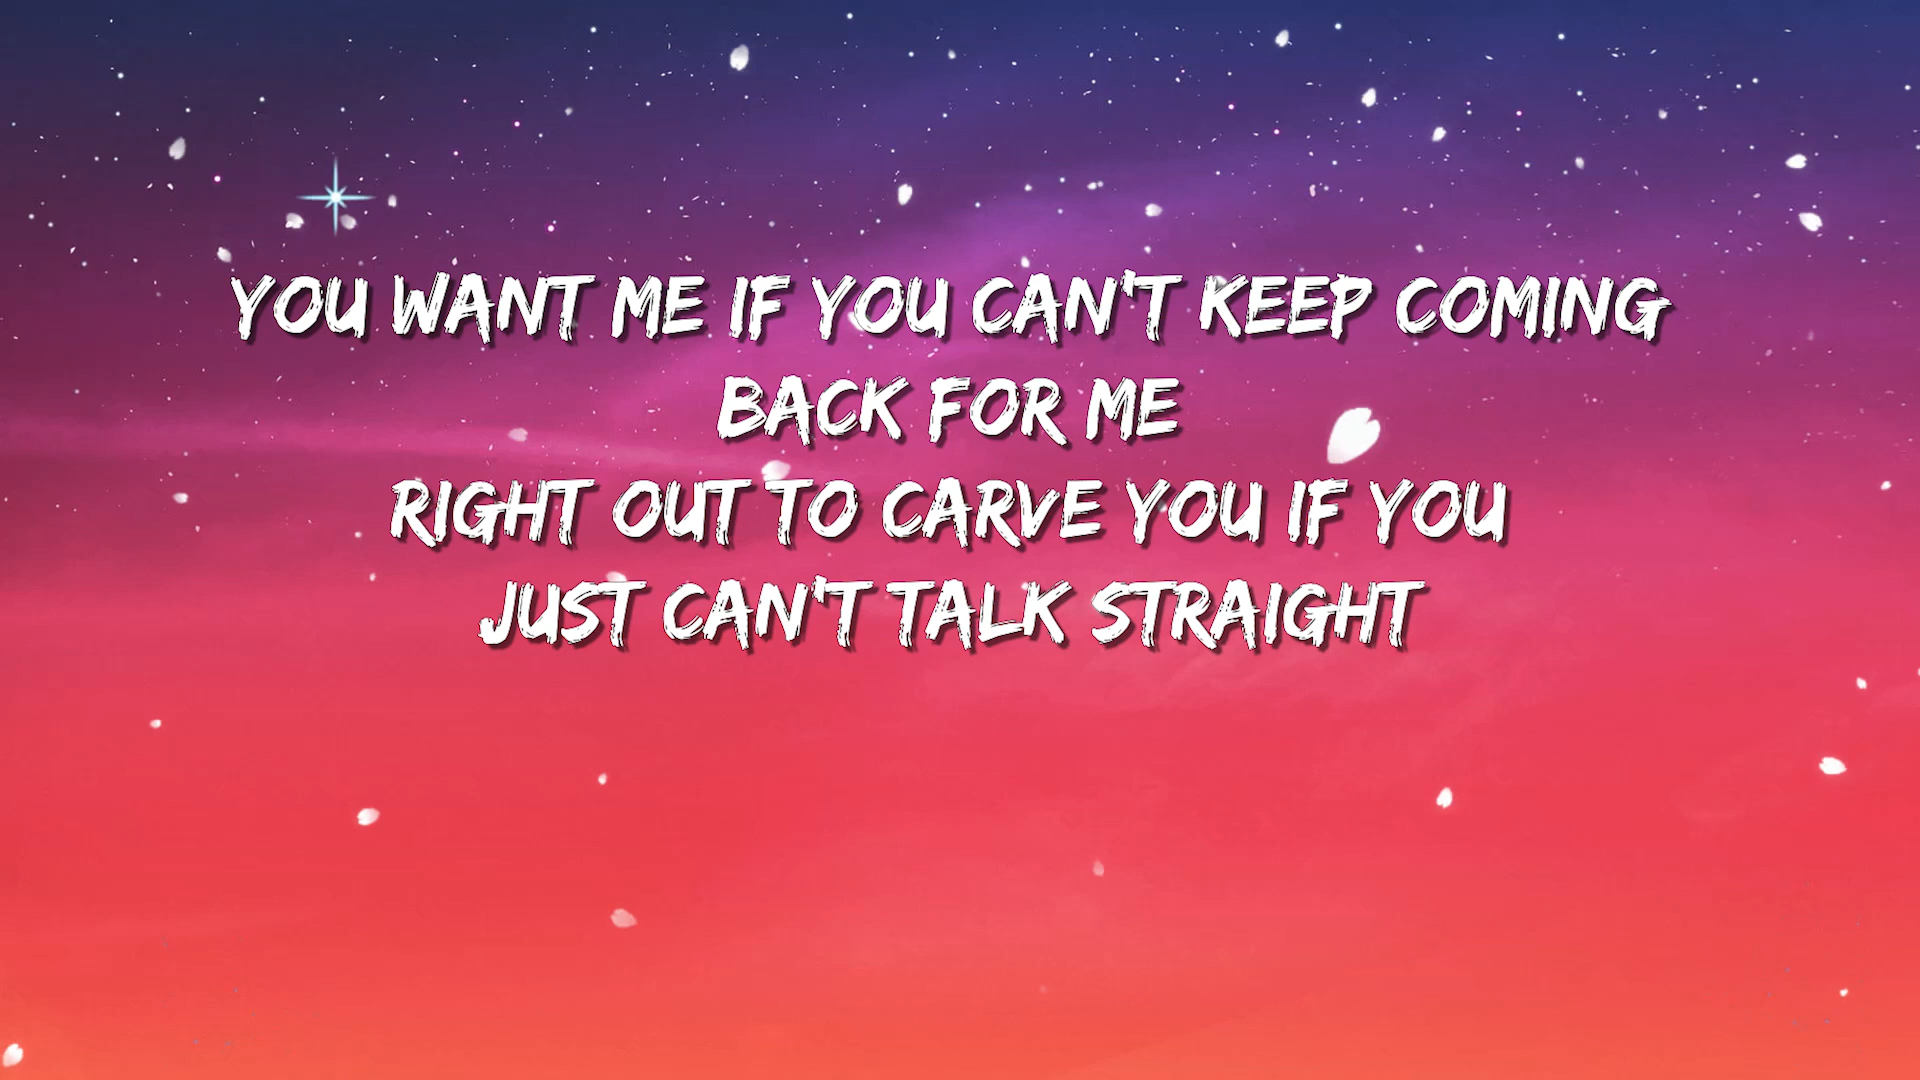 YOU WANT ME IF YOU CAN'T KEEP COMING
BACK FOR ME
RIGHT OUT TO CARVE YOU IF YOU
JUST CAN'T TALK STRAIGHT